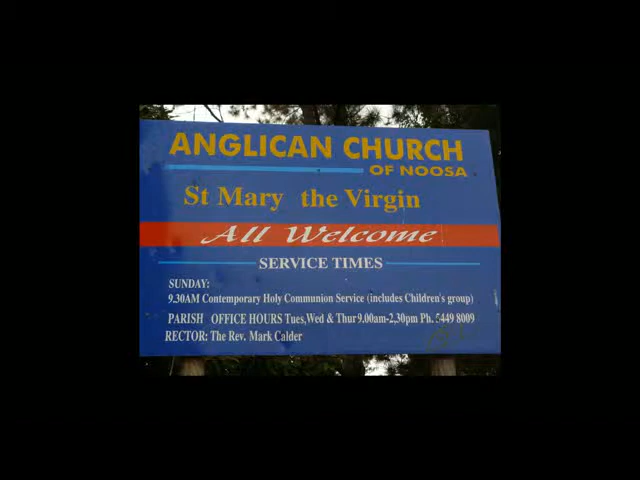 ANGLICAN CHURCH
OF NOOSA
St Mary the Virgin
All Welcome
SERVICE TIMES
SUNDAY:
9.30AM Contemporary Holy Communion Service (includes Children's group)
PARISH OFFICE HOURS Tues,Wed & Thur 9.00am-2,30pm Ph. 5449 8009
RECTOR: The Rev. Mark Calder